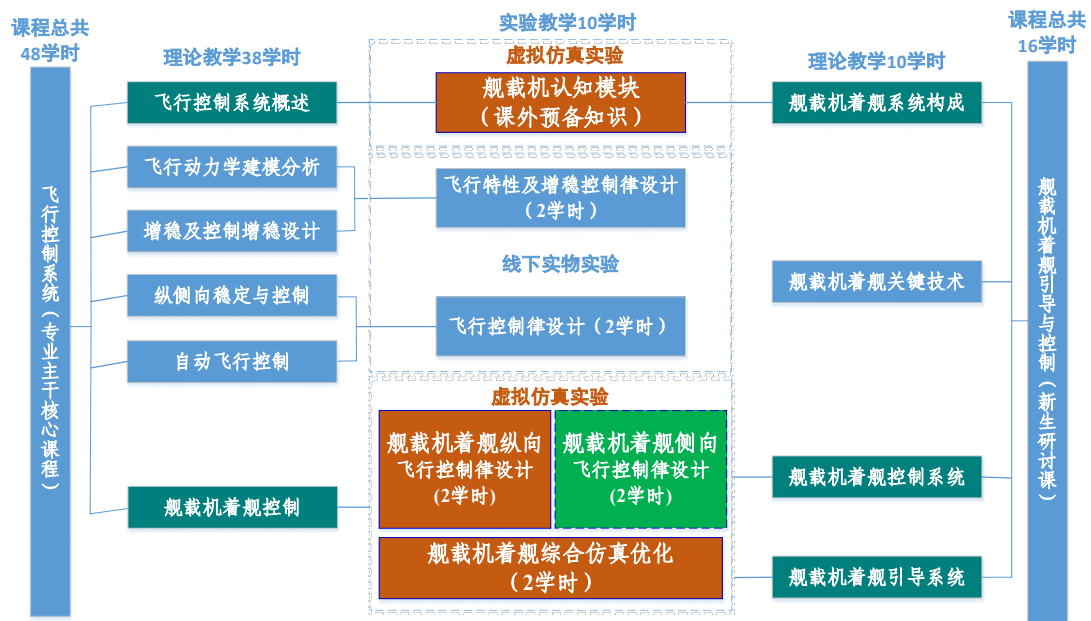 课程总共
48学时
飞行控制系统（专业主干核心课程）
理论教学38学时
飞行控制系统概述
飞行动力学建模分析
增稳及控制增稳设计
纵侧向稳定与控制
自动飞行控制
舰载机着舰控制
实验教学10学时
虚拟仿真实验
舰载机认知模块
（课外预备知识）
飞行特性及增稳控制律设计
（2学时）
线下实物实验
飞行控制律设计（2学时）
虚拟仿真实验
舰载机着舰纵向
飞行控制律设计
(2学时)
舰载机着舰侧向
飞行控制律设计
(2学时)
舰载机着舰综合仿真优化
（2学时）
理论教学10学时
舰载机着舰系统构成
舰载机着舰关键技术
舰载机着舰控制系统
舰载机着舰引导系统
课程总共
16学时
舰载机着舰引导与控制（新生研讨课）